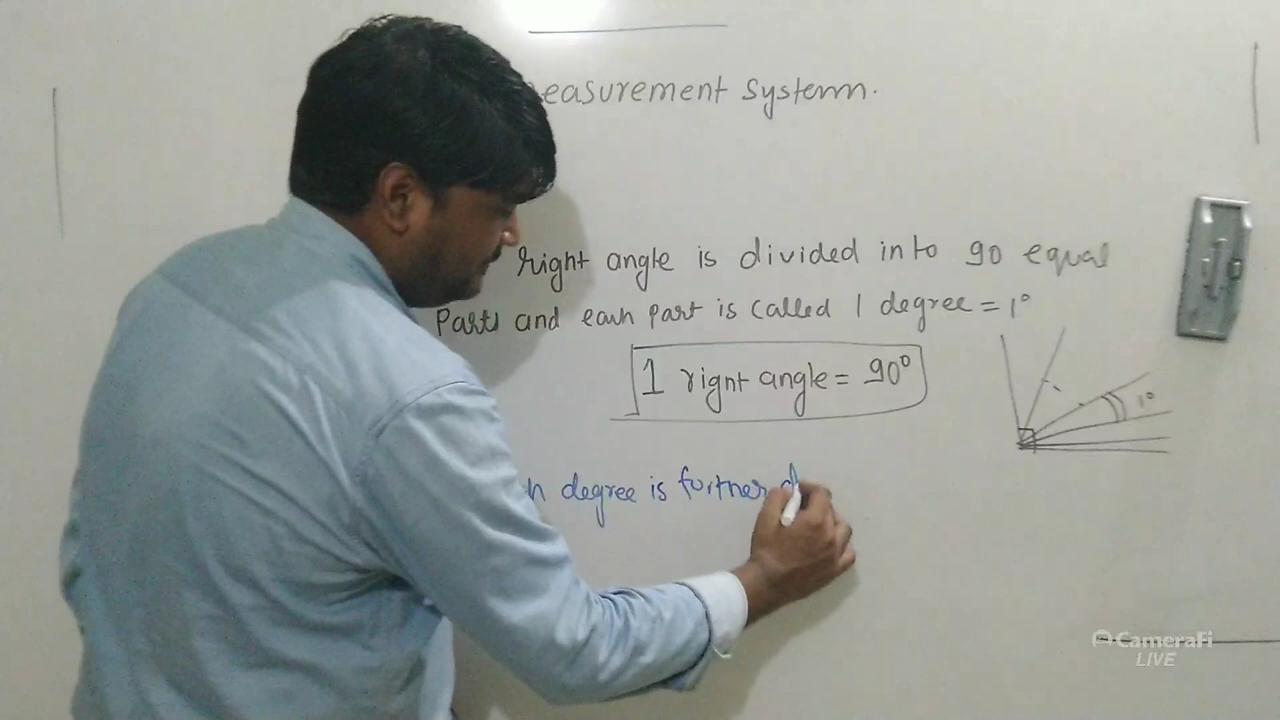 easurement System.
right angle is divided into 90 equal
Parts and each part is called 1 degree = 1°
1 right angle = 90°
1°
h degree is further d
CameraFi
LIVE